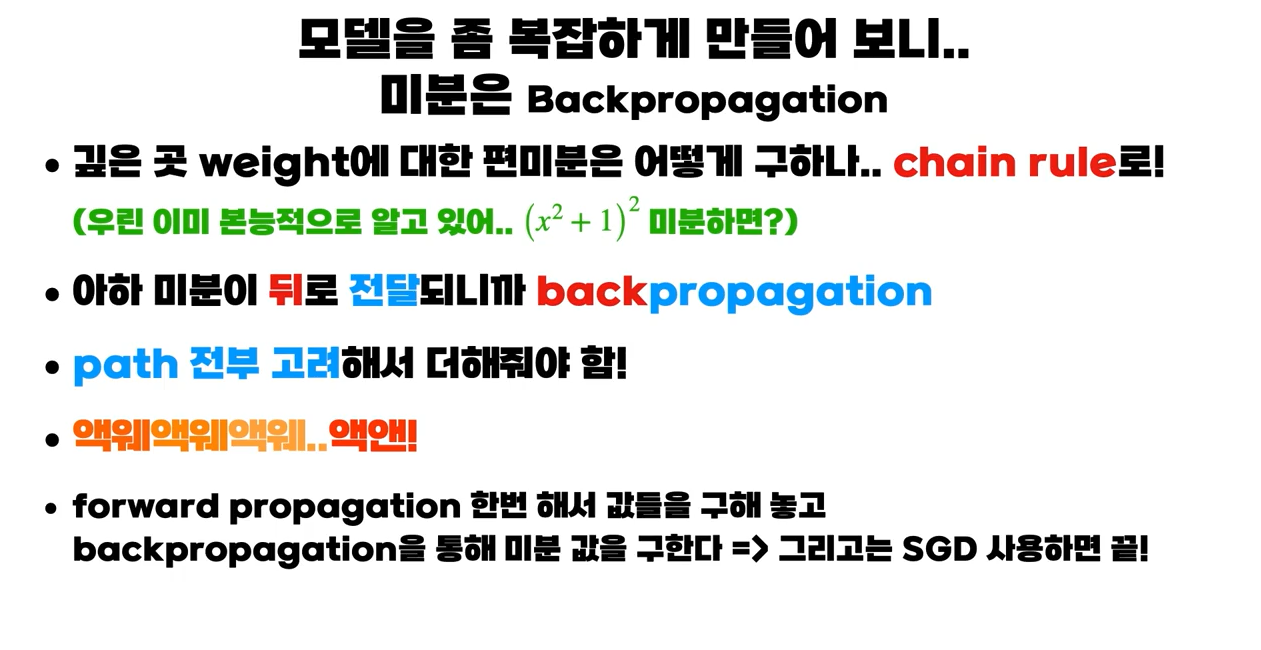 모델을 좀 복잡하게 만들어 보니..
미분은 Backpropagation
• 깊은 곳 weight에 대한 편미분은 어떻게 구하나.. chain rule로!
(우린 이미 본능적으로 알고 있어.. (x² + 1)² 미분하면?)
• 아하 미분이 뒤로 전달되니까 backpropagation
• path 전부 고려해서 더해줘야 함!
• 액웨액웨액웨..액앤!
• forward propagation 한번 해서 값들을 구해 놓고
backpropagation을 통해 미분 값을 구한다 => 그리고는 SGD 사용하면 끝!